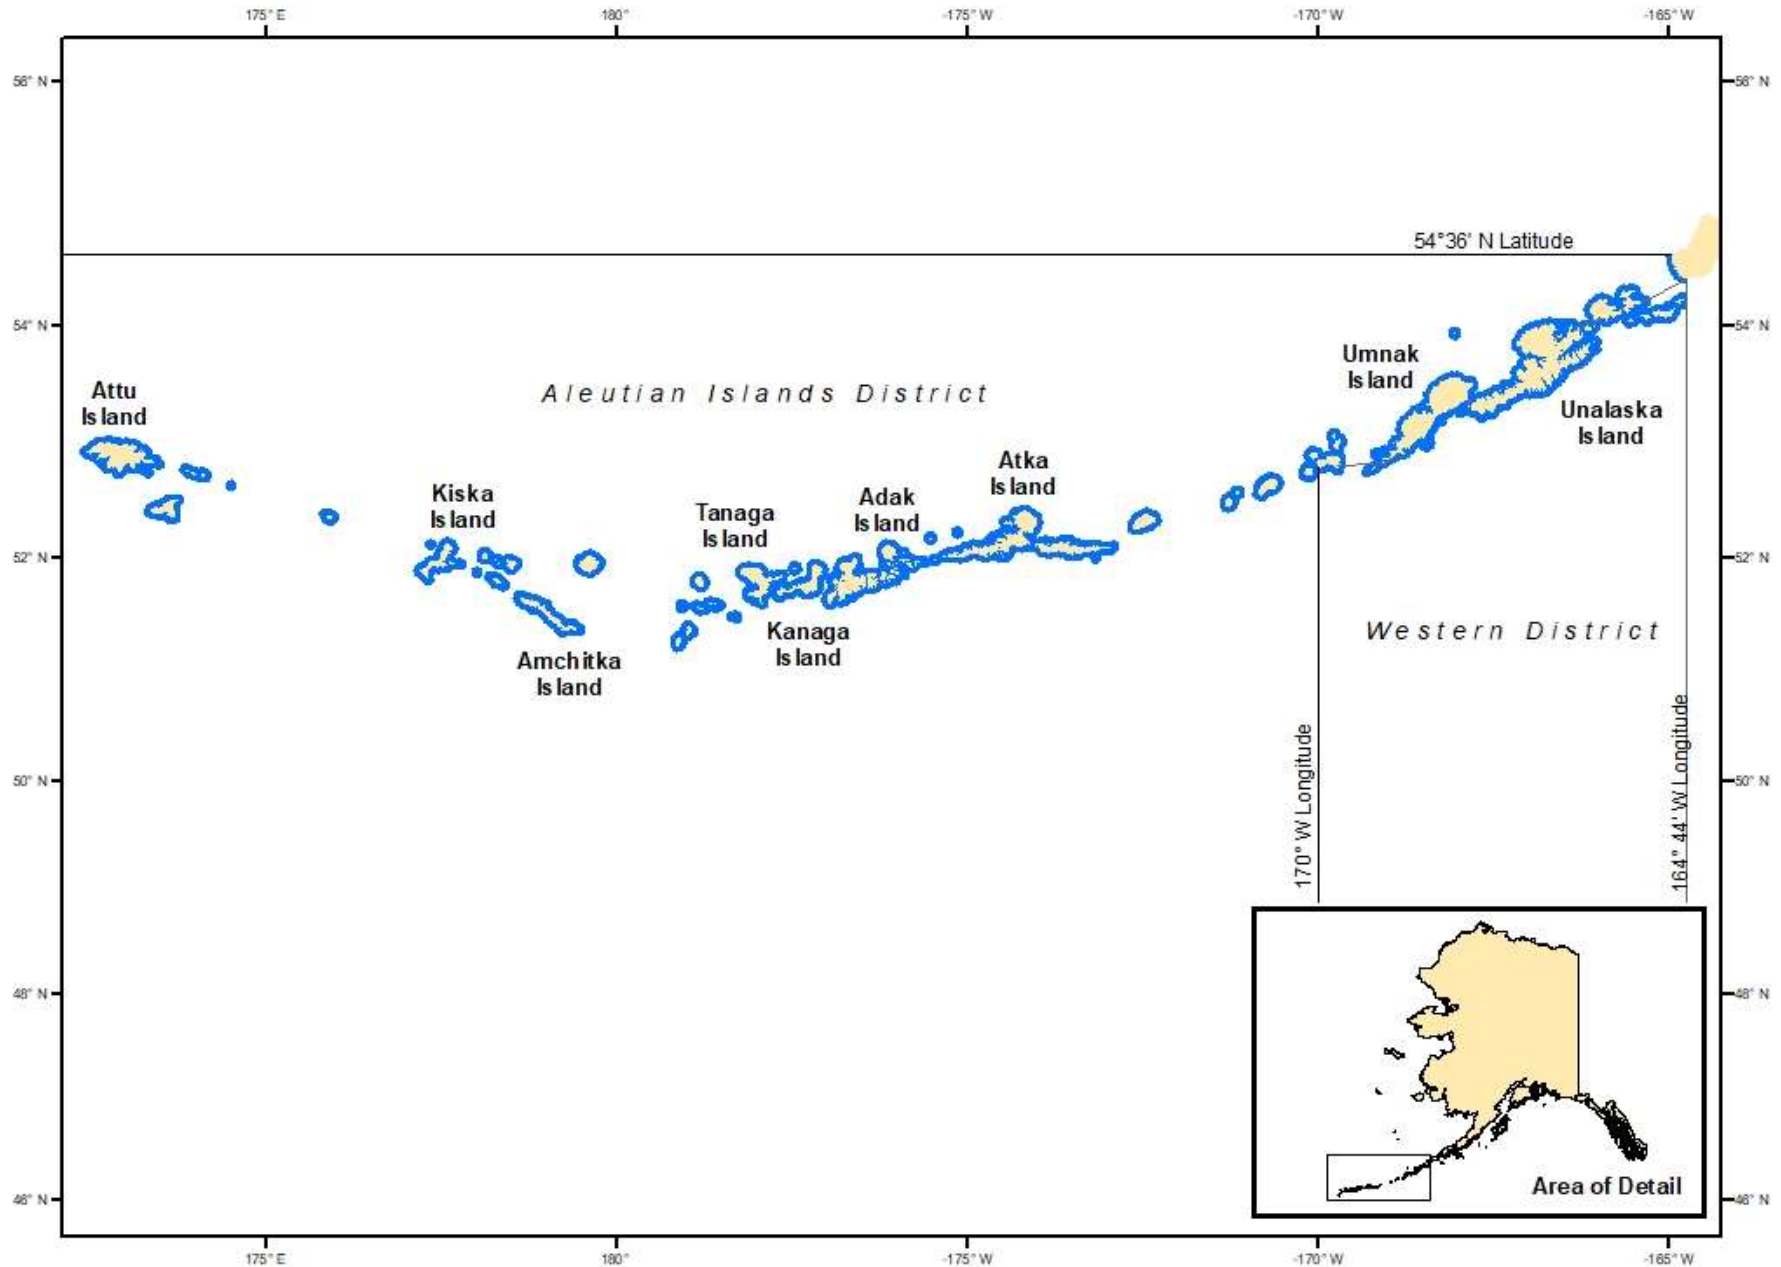 175° E 180° -175° W -170° W -165° W
56° N 56° N
54°36' N Latitude
54° N 54° N
Umnak
Island
Attu
Island
Aleutian Islands District
Unalaska
Island
Atka
Island
Kiska
Island
Adak
Island
Tanaga
Island
52° N 52° N
Kanaga
Island
Western District
Amchitka
Island
170° W Longitude
164° 44' W Longitude
50° N 50° N
48° N 48° N
Area of Detail
46° N 46° N
175° E 180° -175° W -170° W -165° W